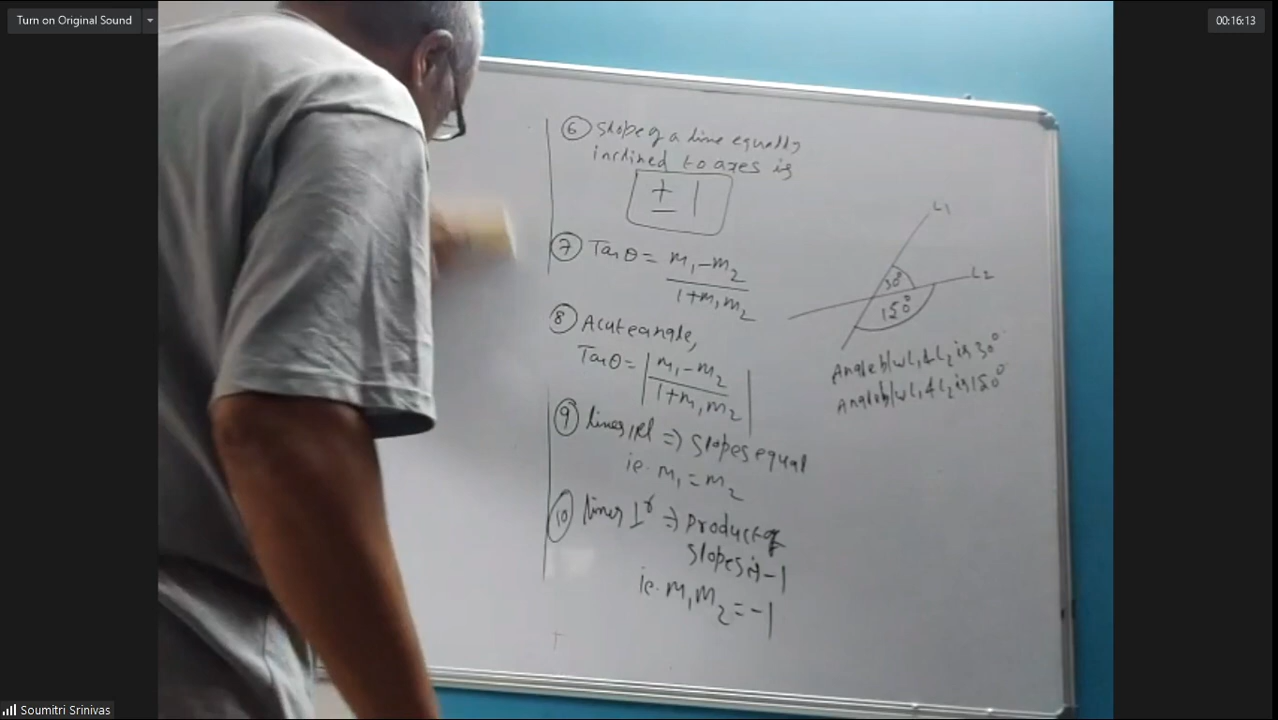 Turn on Original Sound
00:16:13
⑥ Slope of a line equally
inclined to axes is
± 1
⑦ Tan θ = m₁-m₂ / 1+m₁m₂
⑧ Acute angle,
Tan θ = | m₁-m₂ / 1+m₁m₂ |
⑨ lines ||el ⇒ slopes equal
ie. m₁ = m₂
⑩ lines ⊥r ⇒ product of
slopes is -1
ie. m₁m₂ = -1
L1
L2
30°
150°
Angle b/w L₁ & L₂ is 30°
Angle b/w L₁ & L₂ is 150°
Soumitri Srinivas